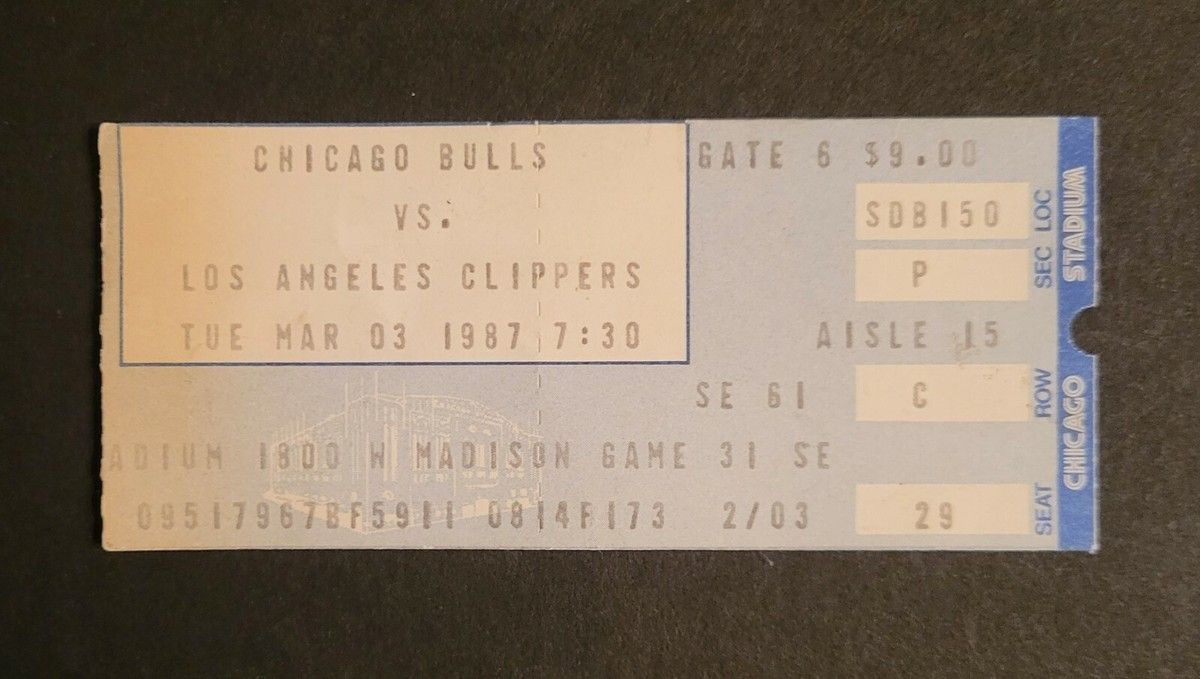 CHICAGO BULLS
VS.
LOS ANGELES CLIPPERS
TUE MAR 03 1987 7:30
GATE 6 $9.00
SDB150
P
AISLE 15
SE 61 C
ADIUM 1800 W MADISON GAME 31 SE
095179678F5911 0814F173 2/03 29
SEC LOC
ROW
SEAT
CHICAGO STADIUM